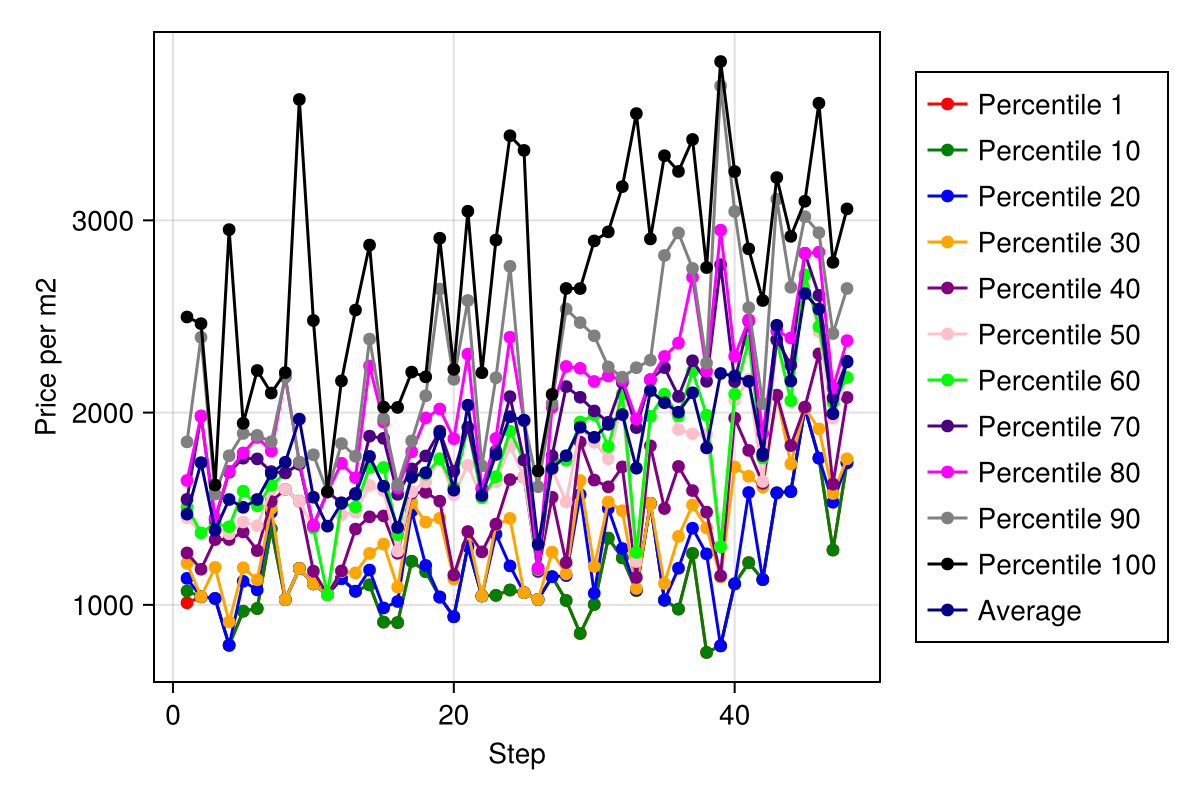 Price per m2
3000
2000
1000
0
20
40
Step
Percentile 1
Percentile 10
Percentile 20
Percentile 30
Percentile 40
Percentile 50
Percentile 60
Percentile 70
Percentile 80
Percentile 90
Percentile 100
Average